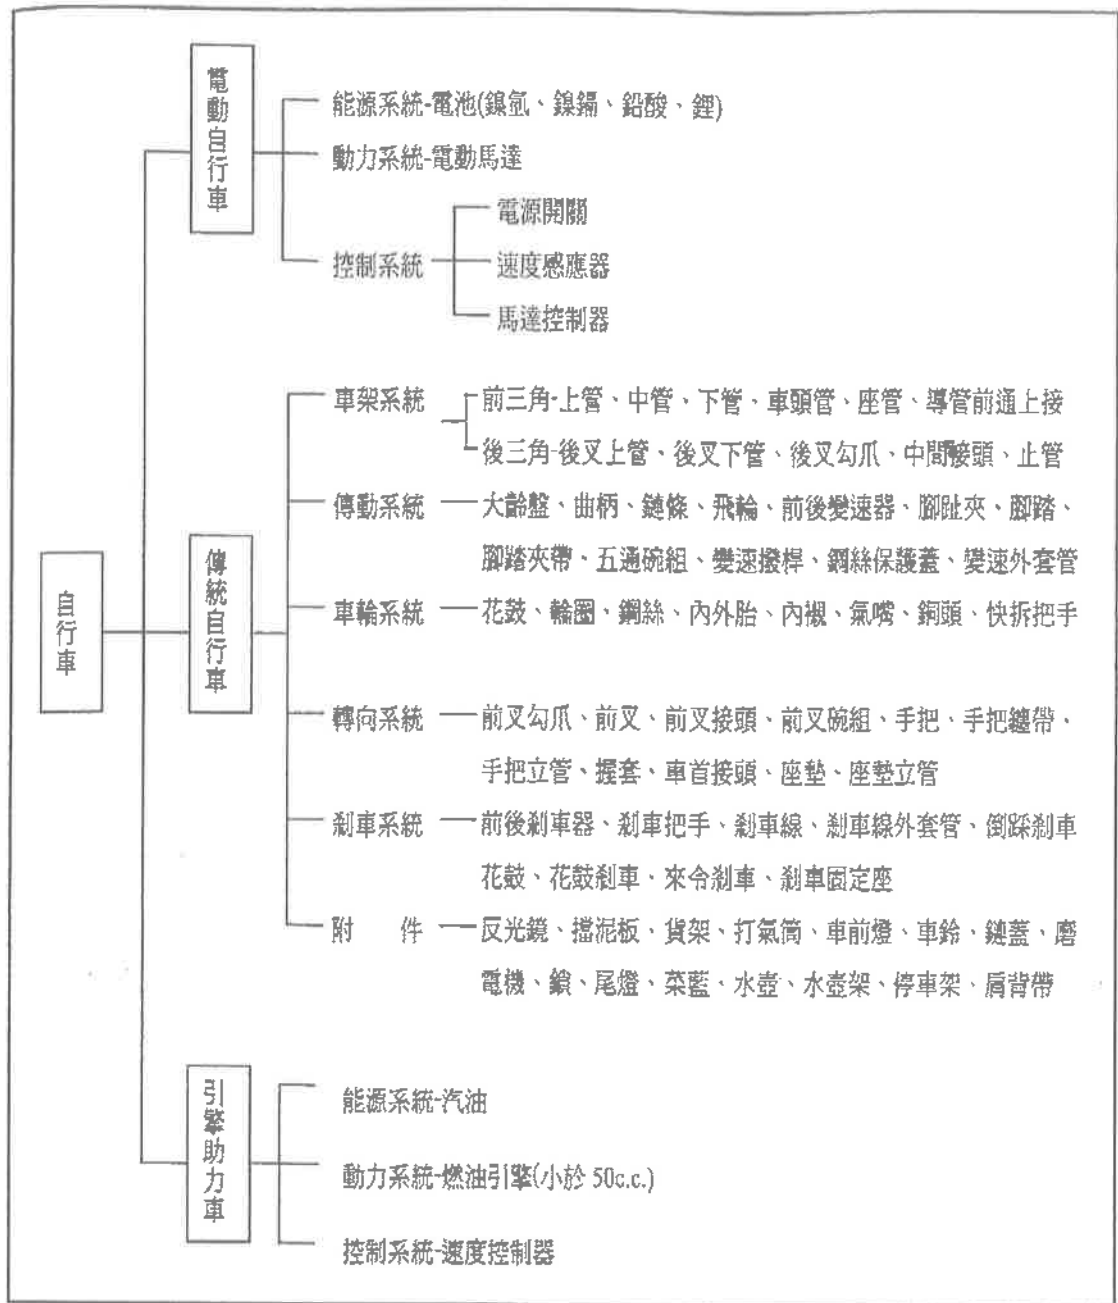 電動自行車
能源系統-電池(鎳氫、鎳鎘、鉛酸、鋰)
動力系統-電動馬達
控制系統
電源開關
速度感應器
馬達控制器
自行車
傳統自行車
車架系統
前三角-上管、中管、下管、車頭管、座管、導管前通上接
後三角-後叉上管、後叉下管、後叉勾爪、中間接頭、止管
傳動系統
大齡盤、曲柄、鏈條、飛輪、前後變速器、腳趾夾、腳踏、
腳踏夾帶、五通碗組、變速撥桿、鋼絲保護蓋、變速外套管
車輪系統
花鼓、輪圈、鋼絲、內外胎、內襯、氣嘴、銅頭、快拆把手
轉向系統
前叉勾爪、前叉、前叉接頭、前叉碗組、手把、手把纏帶、
手把立管、握套、車首接頭、座墊、座墊立管
剎車系統
前後剎車器、剎車把手、剎車線、剎車線外套管、倒踩剎車
花鼓、花鼓剎車、來令剎車、剎車固定座
附 件
反光鏡、擋泥板、貨架、打氣筒、車前燈、車鈴、鏈蓋、磨
電機、鎖、尾燈、菜藍、水壺、水壺架、停車架、肩背帶
引擎助力車
能源系統-汽油
動力系統-燃油引擎(小於 50c.c.)
控制系統-速度控制器